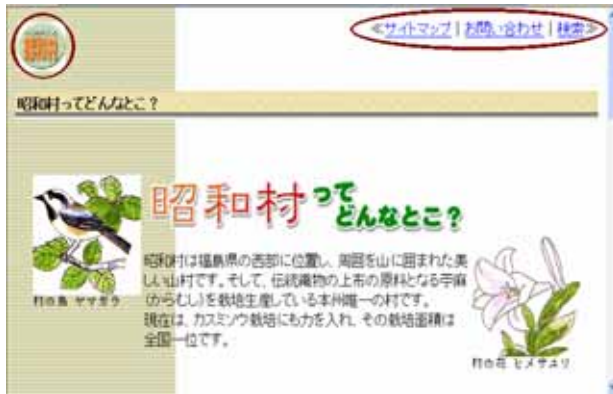 ≪サイトマップ | お問い合わせ | 検索≫
昭和
昭和村ってどんなとこ？
昭和村って
どんなとこ？
昭和村は福島県の西部に位置し、周囲を山に囲まれた美
しい山村です。そして、伝統織物の上布の原料となる苧麻
(からむし)を栽培生産している本州唯一の村です。
現在は、カスミソウ栽培にも力を入れ、その栽培面積は
全国一位です。
村の鳥 ヤマガラ
村の花 ヒメサユリ